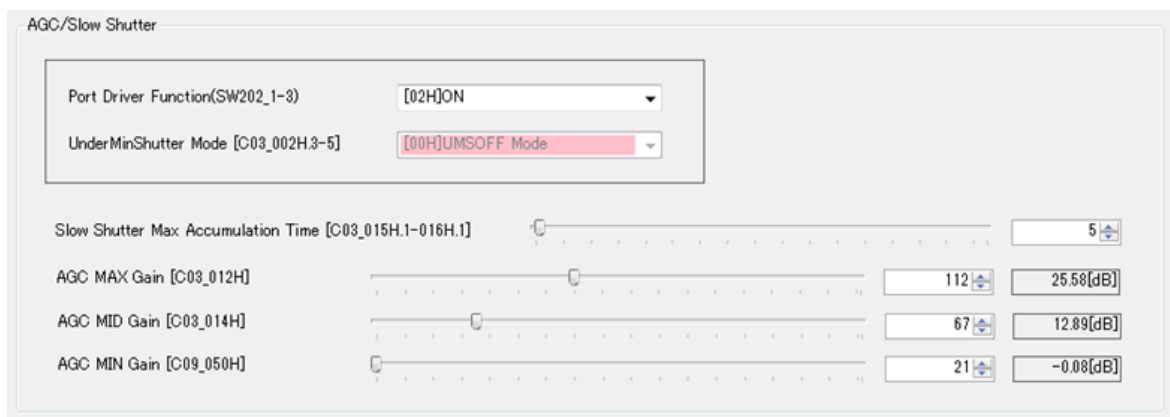 AGC/Slow Shutter
Port Driver Function(SW202_1-3) [02H]ON
UnderMinShutter Mode [C03_002H.3-5] [00H]UMSOFF Mode
Slow Shutter Max Accumulation Time [C03_015H.1-016H.1] 5
AGC MAX Gain [C03_012H] 112 25.58[dB]
AGC MID Gain [C03_014H] 67 12.89[dB]
AGC MIN Gain [C09_050H] 21 -0.08[dB]